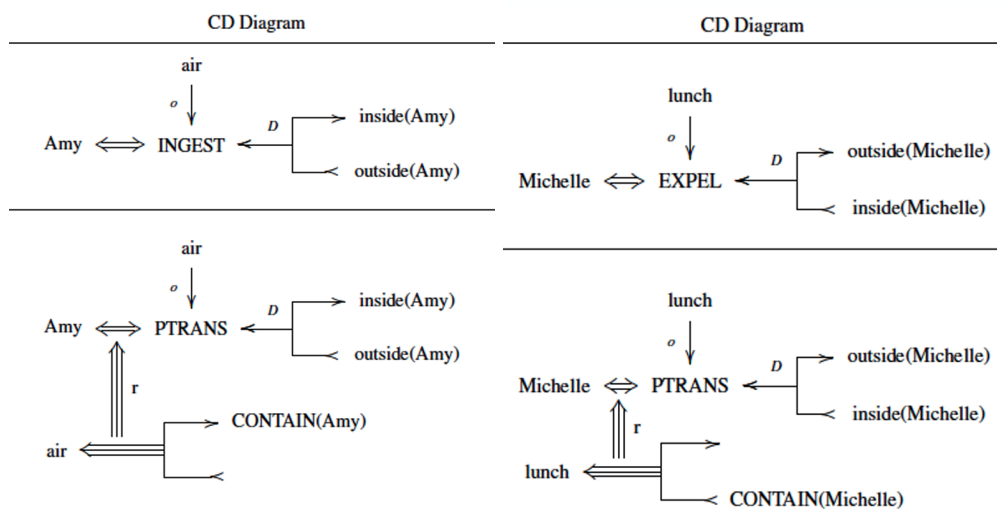 CD Diagram
air
o
D
inside(Amy)
Amy
INGEST
outside(Amy)
air
o
D
inside(Amy)
Amy
PTRANS
outside(Amy)
r
CONTAIN(Amy)
air
CD Diagram
lunch
o
D
outside(Michelle)
Michelle
EXPEL
inside(Michelle)
lunch
o
D
outside(Michelle)
Michelle
PTRANS
inside(Michelle)
r
lunch
CONTAIN(Michelle)